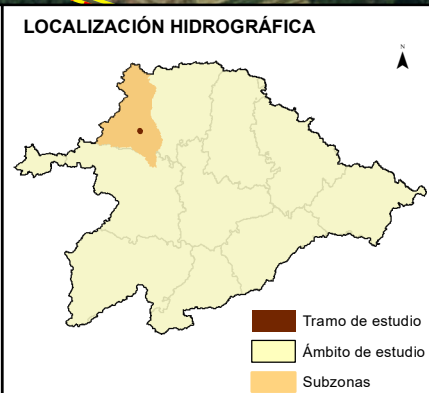 LOCALIZACIÓN HIDROGRÁFICA
N
Tramo de estudio
Ámbito de estudio
Subzonas